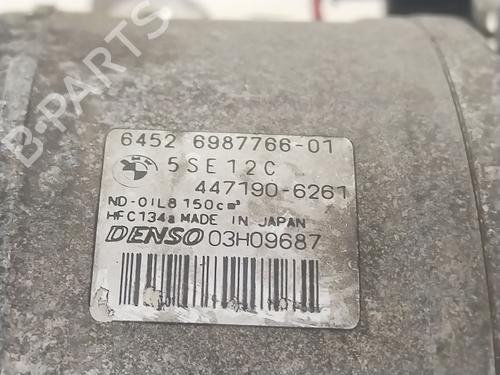 6452 6987766-01
5SE12C
447190-6261
ND-OIL8 150cm³
HFC134a MADE IN JAPAN
DENSO 03H09687
B-PARTS